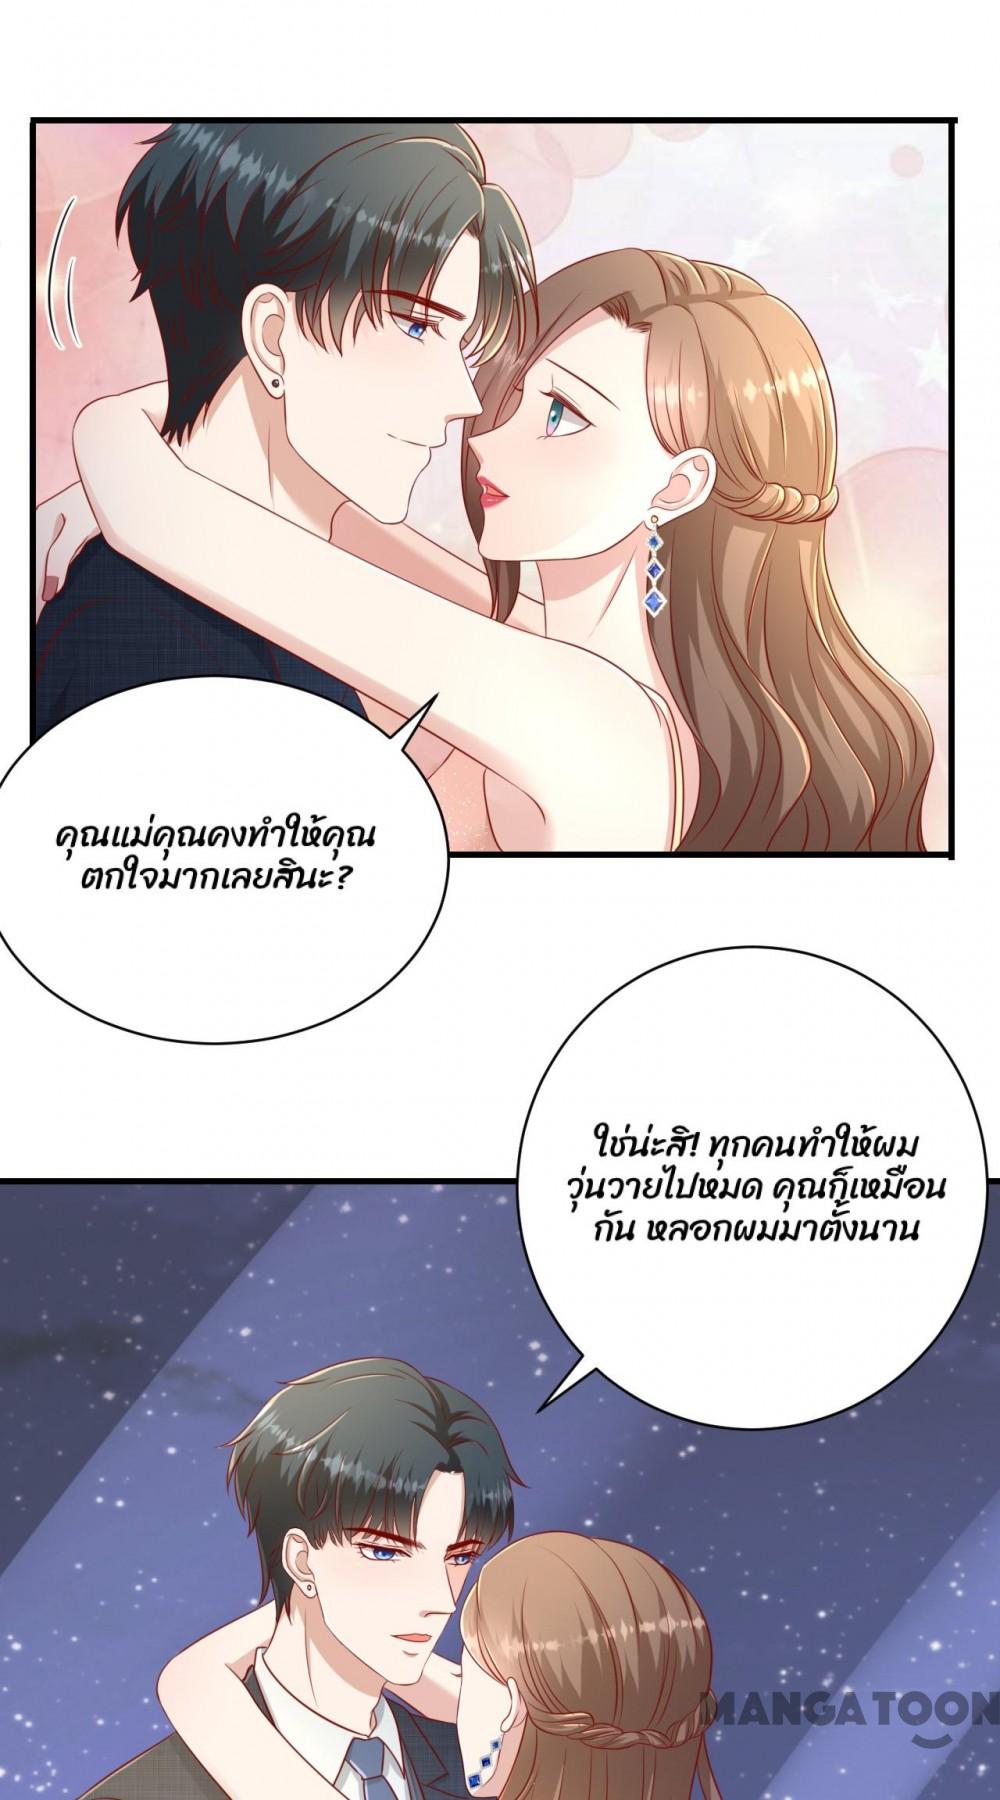 คุณแม่คุณคงทำให้คุณ
ตกใจมากเลยสินะ?
ใช่น่ะสิ! ทุกคนทำให้ผม
วุ่นวายไปหมด คุณก็เหมือน
กัน หลอกผมมาตั้งนาน
MANGATOON